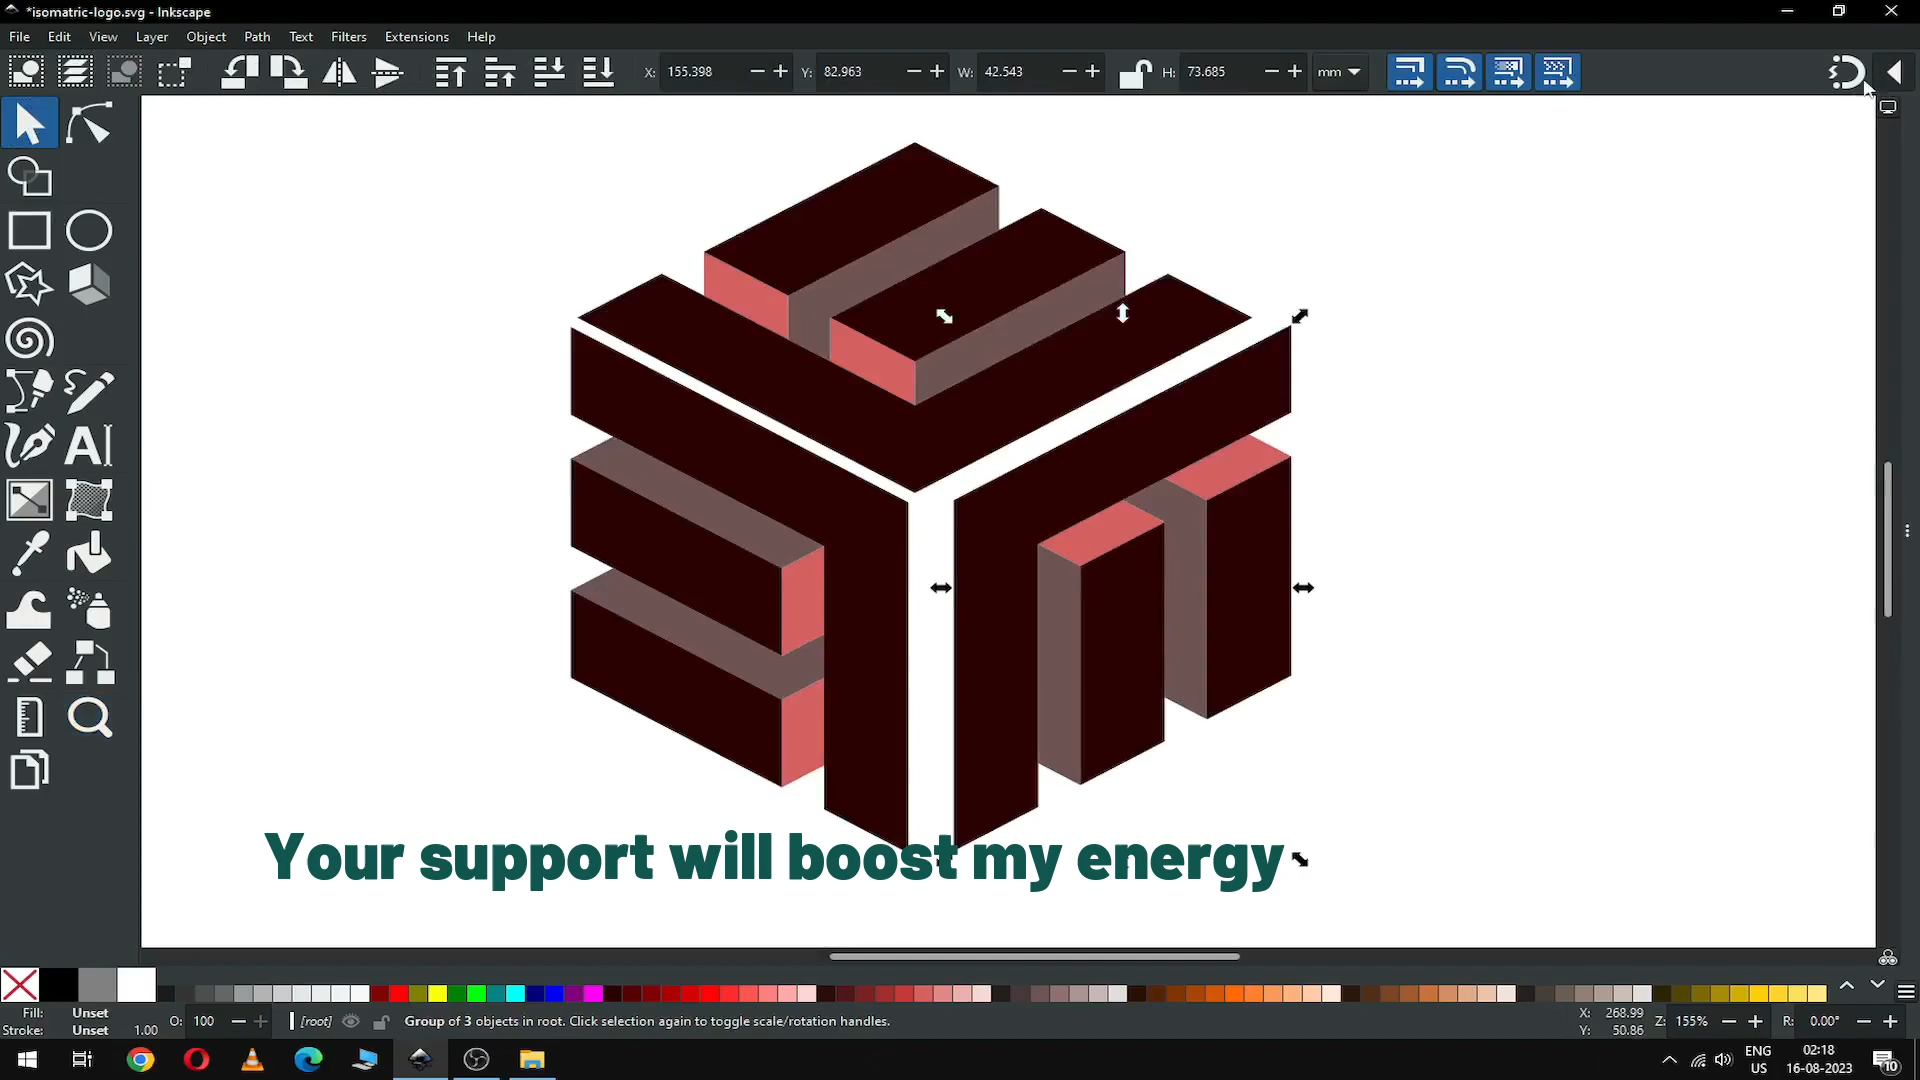 *isomatric-logo.svg - Inkscape
File Edit View Layer Object Path Text Filters Extensions Help
X: 155.398 Y: 82.963 W: 42.543 H: 73.685 mm
Your support will boost my energy
Fill: Unset
Stroke: Unset 1.00 O: 100 [root] Group of 3 objects in root. Click selection again to toggle scale/rotation handles. X: 268.99 Y: 50.86 Z: 155% R: 0.00°
ENG US 02:18 16-08-2023 10